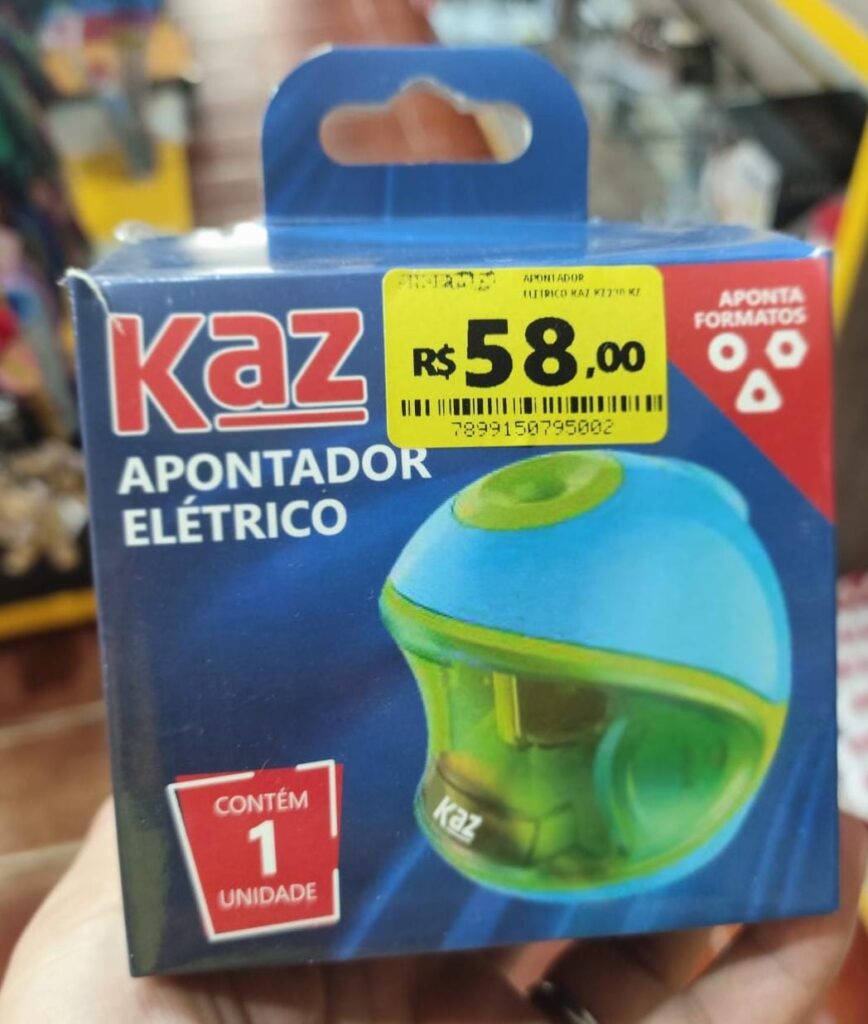 APONTADOR
ELETRICO KAZ
R$58,00
7899150795002
APONTA
FORMATOS
Kaz
APONTADOR
ELÉTRICO
Kaz
CONTÉM
1
UNIDADE